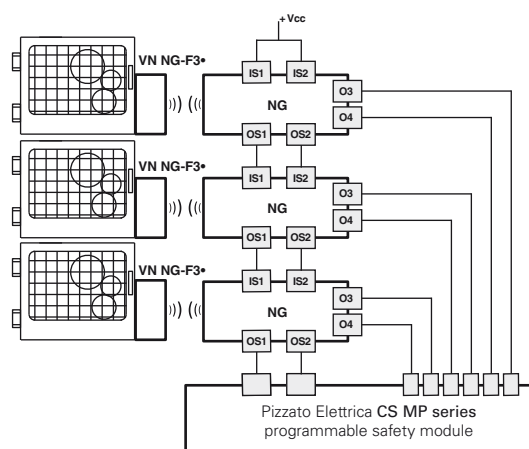 + Vcc
VN NG-F3•
IS1 IS2
O3
NG
O4
OS1 OS2
VN NG-F3•
IS1 IS2
O3
NG
O4
OS1 OS2
VN NG-F3•
IS1 IS2
O3
NG
O4
OS1 OS2
Pizzato Elettrica CS MP series
programmable safety module